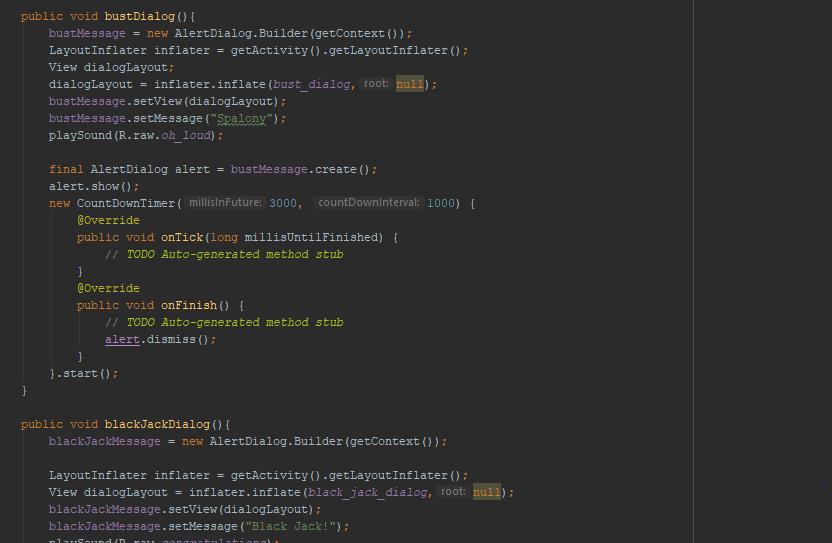 public void bustDialog(){
bustMessage = new AlertDialog.Builder(getContext());
LayoutInflater inflater = getActivity().getLayoutInflater();
View dialogLayout;
dialogLayout = inflater.inflate(bust_dialog, root: null);
bustMessage.setView(dialogLayout);
bustMessage.setMessage("Spalony");
playSound(R.raw.oh_loud);
final AlertDialog alert = bustMessage.create();
alert.show();
new CountDownTimer( millisInFuture: 3000, countDownInterval: 1000) {
@Override
public void onTick(long millisUntilFinished) {
// TODO Auto-generated method stub
}
@Override
public void onFinish() {
// TODO Auto-generated method stub
alert.dismiss();
}
}.start();
}
public void blackJackDialog(){
blackJackMessage = new AlertDialog.Builder(getContext());
LayoutInflater inflater = getActivity().getLayoutInflater();
View dialogLayout = inflater.inflate(black_jack_dialog, root: null);
blackJackMessage.setView(dialogLayout);
blackJackMessage.setMessage("Black Jack!");
playSound(R.raw.congratulations);